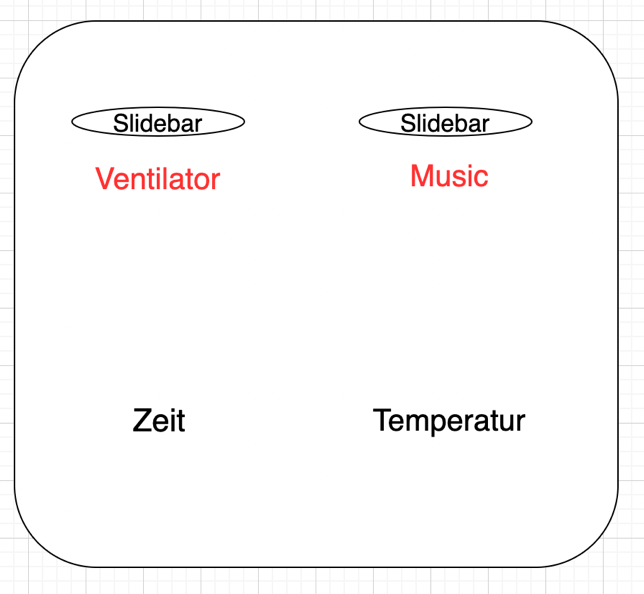 Slidebar Slidebar
Ventilator Music
Zeit Temperatur